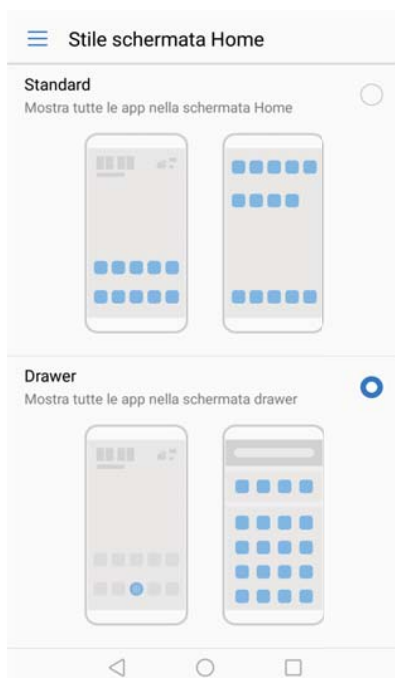 Stile schermata Home
Standard
Mostra tutte le app nella schermata Home
Drawer
Mostra tutte le app nella schermata drawer